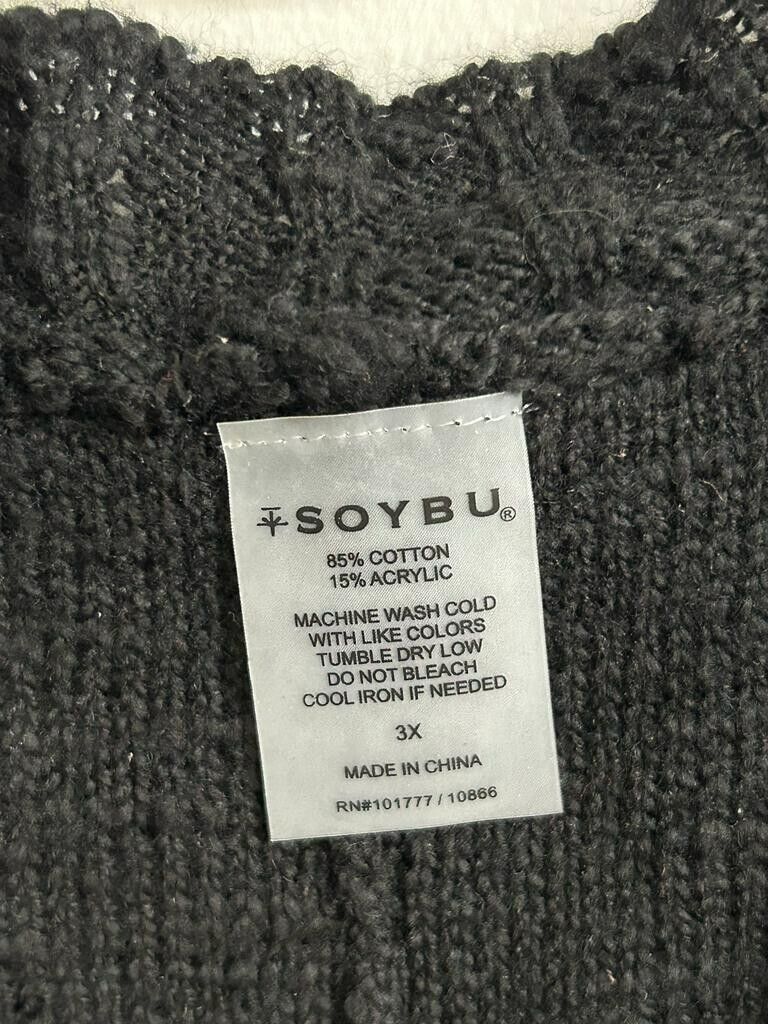 SOYBU®
85% COTTON
15% ACRYLIC
MACHINE WASH COLD
WITH LIKE COLORS
TUMBLE DRY LOW
DO NOT BLEACH
COOL IRON IF NEEDED
3X
MADE IN CHINA
RN#101777 / 10866